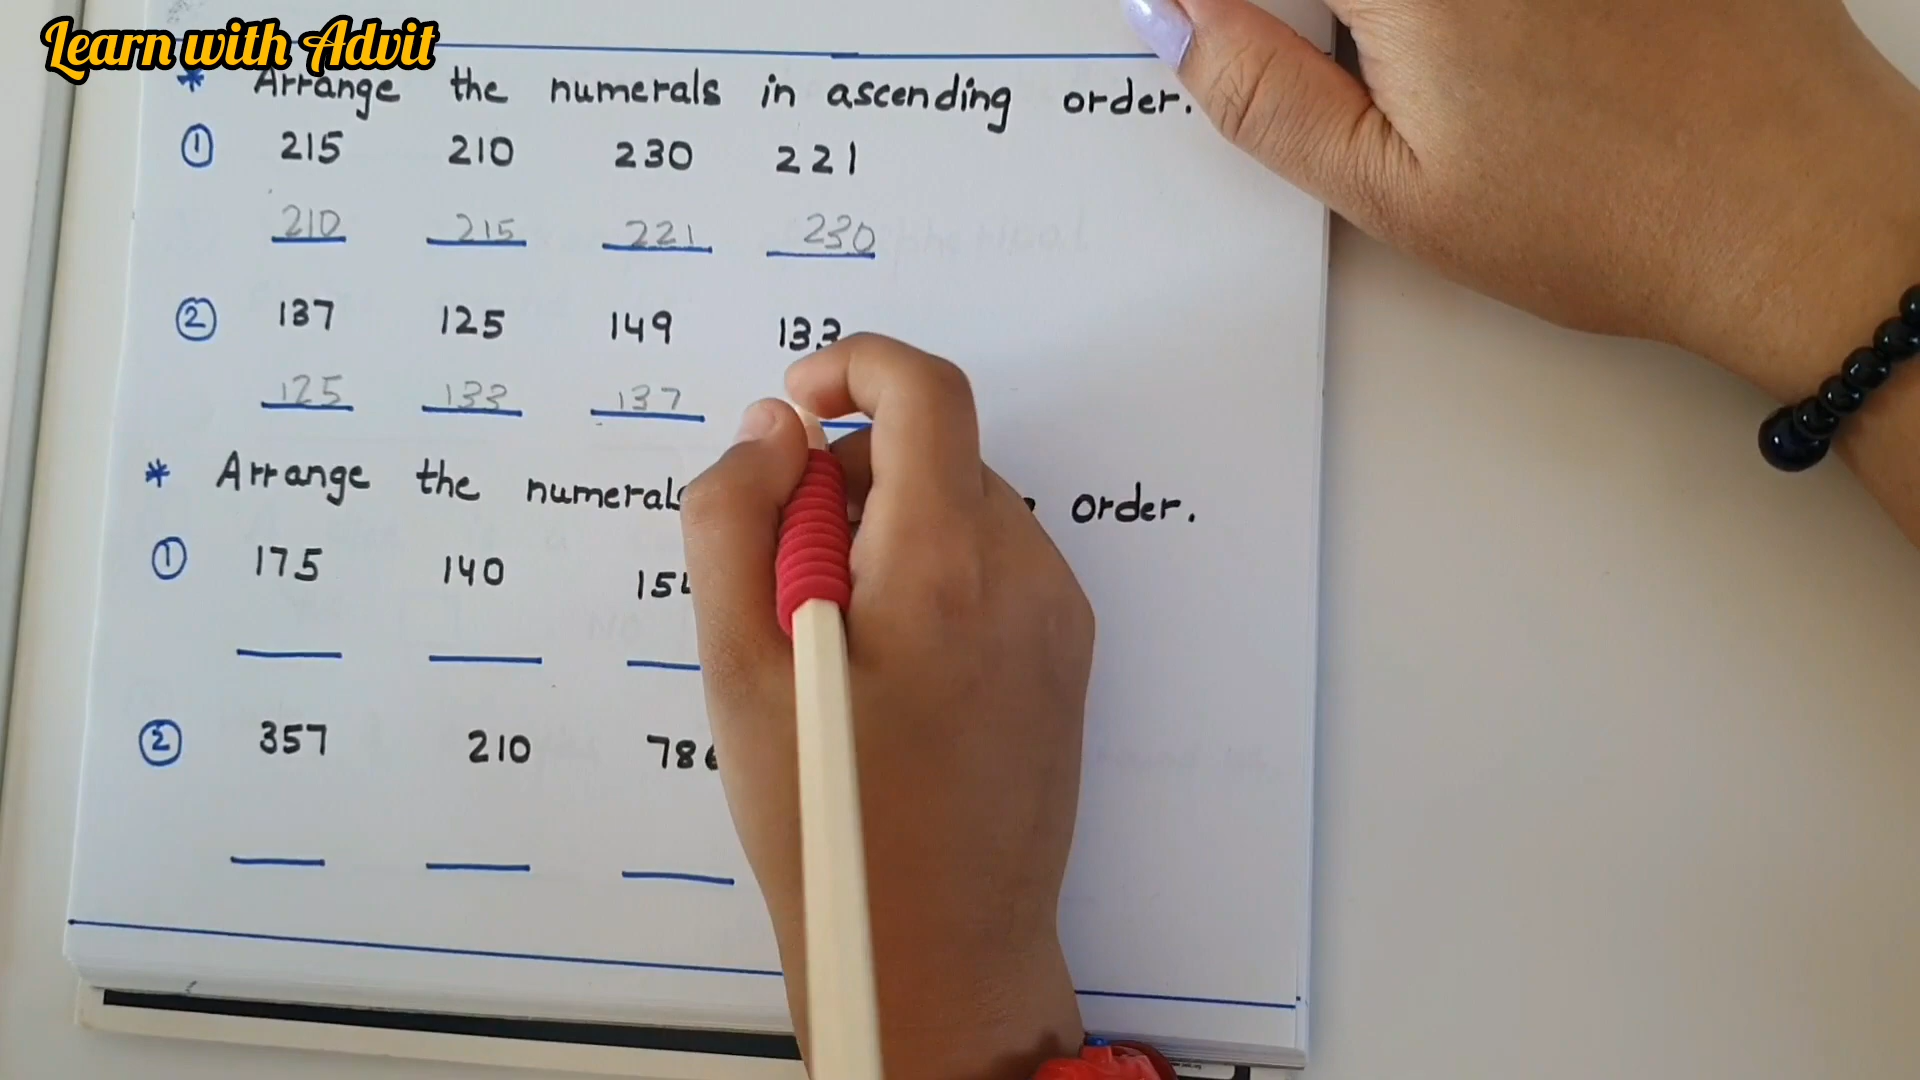 Learn with Advit
* Arrange the numerals in ascending order.
① 215 210 230 221
210 215 221 230
② 137 125 149 133
125 133 137
* Arrange the numerals order.
① 175 140
② 357 210